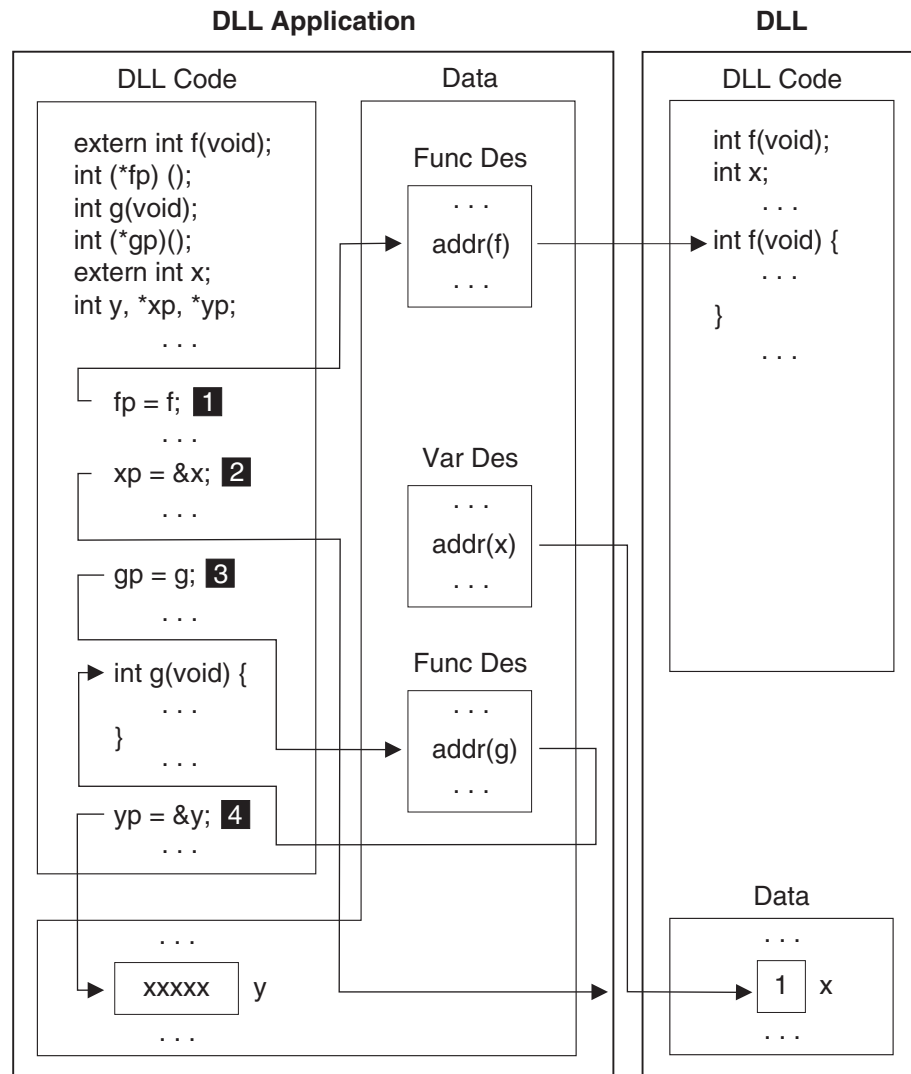 DLL Application
DLL
DLL Code
Data
DLL Code
extern int f(void);
int (*fp) ();
int g(void);
int (*gp)();
extern int x;
int y, *xp, *yp;
. . .
fp = f; 1
. . .
xp = &x; 2
. . .
gp = g; 3
. . .
int g(void) {
. . .
}
. . .
yp = &y; 4
. . .
Func Des
. . .
addr(f)
. . .
Var Des
. . .
addr(x)
. . .
Func Des
. . .
addr(g)
. . .
. . .
xxxxx y
. . .
int f(void);
int x;
. . .
int f(void) {
. . .
}
. . .
Data
. . .
1 x
. . .